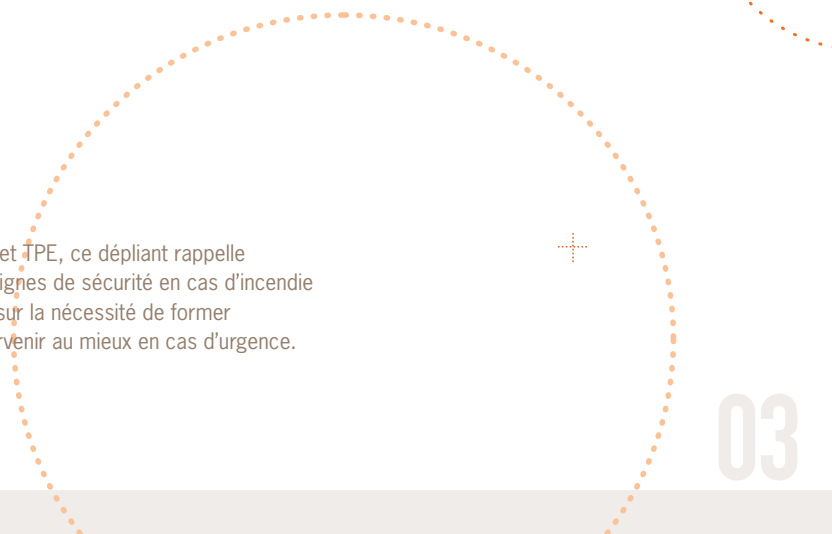 et TPE, ce dépliant rappelle
ignes de sécurité en cas d'incendie
sur la nécessité de former
rvenir au mieux en cas d'urgence.
03